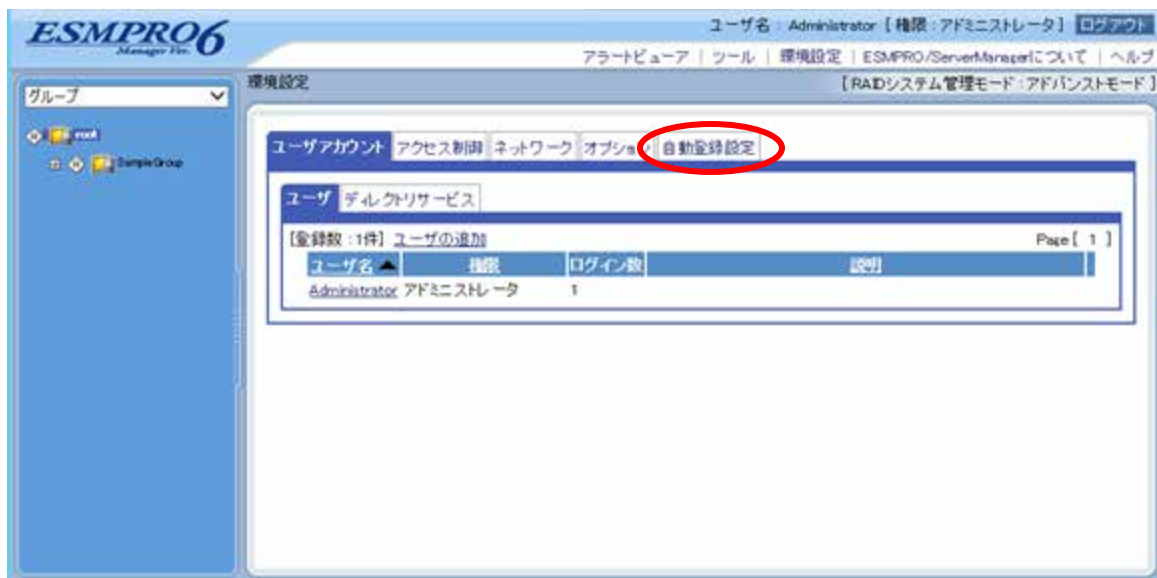 ESMPRO6
Manager Ver.
ユーザ名 : Administrator [ 権限 : アドミニストレータ ] ログアウト
アラートビューア | ツール | 環境設定 | ESMPRO/ServerManagerについて | ヘルプ
グループ
環境設定
[ RAIDシステム管理モード : アドバンストモード ]
root
SampleGroup
ユーザアカウント アクセス制御 ネットワーク オプション 自動登録設定
ユーザ ディレクトリサービス
[登録数 : 1件] ユーザの追加
Page [ 1 ]
ユーザ名 ▲ 権限 ログイン数 説明
Administrator アドミニストレータ 1